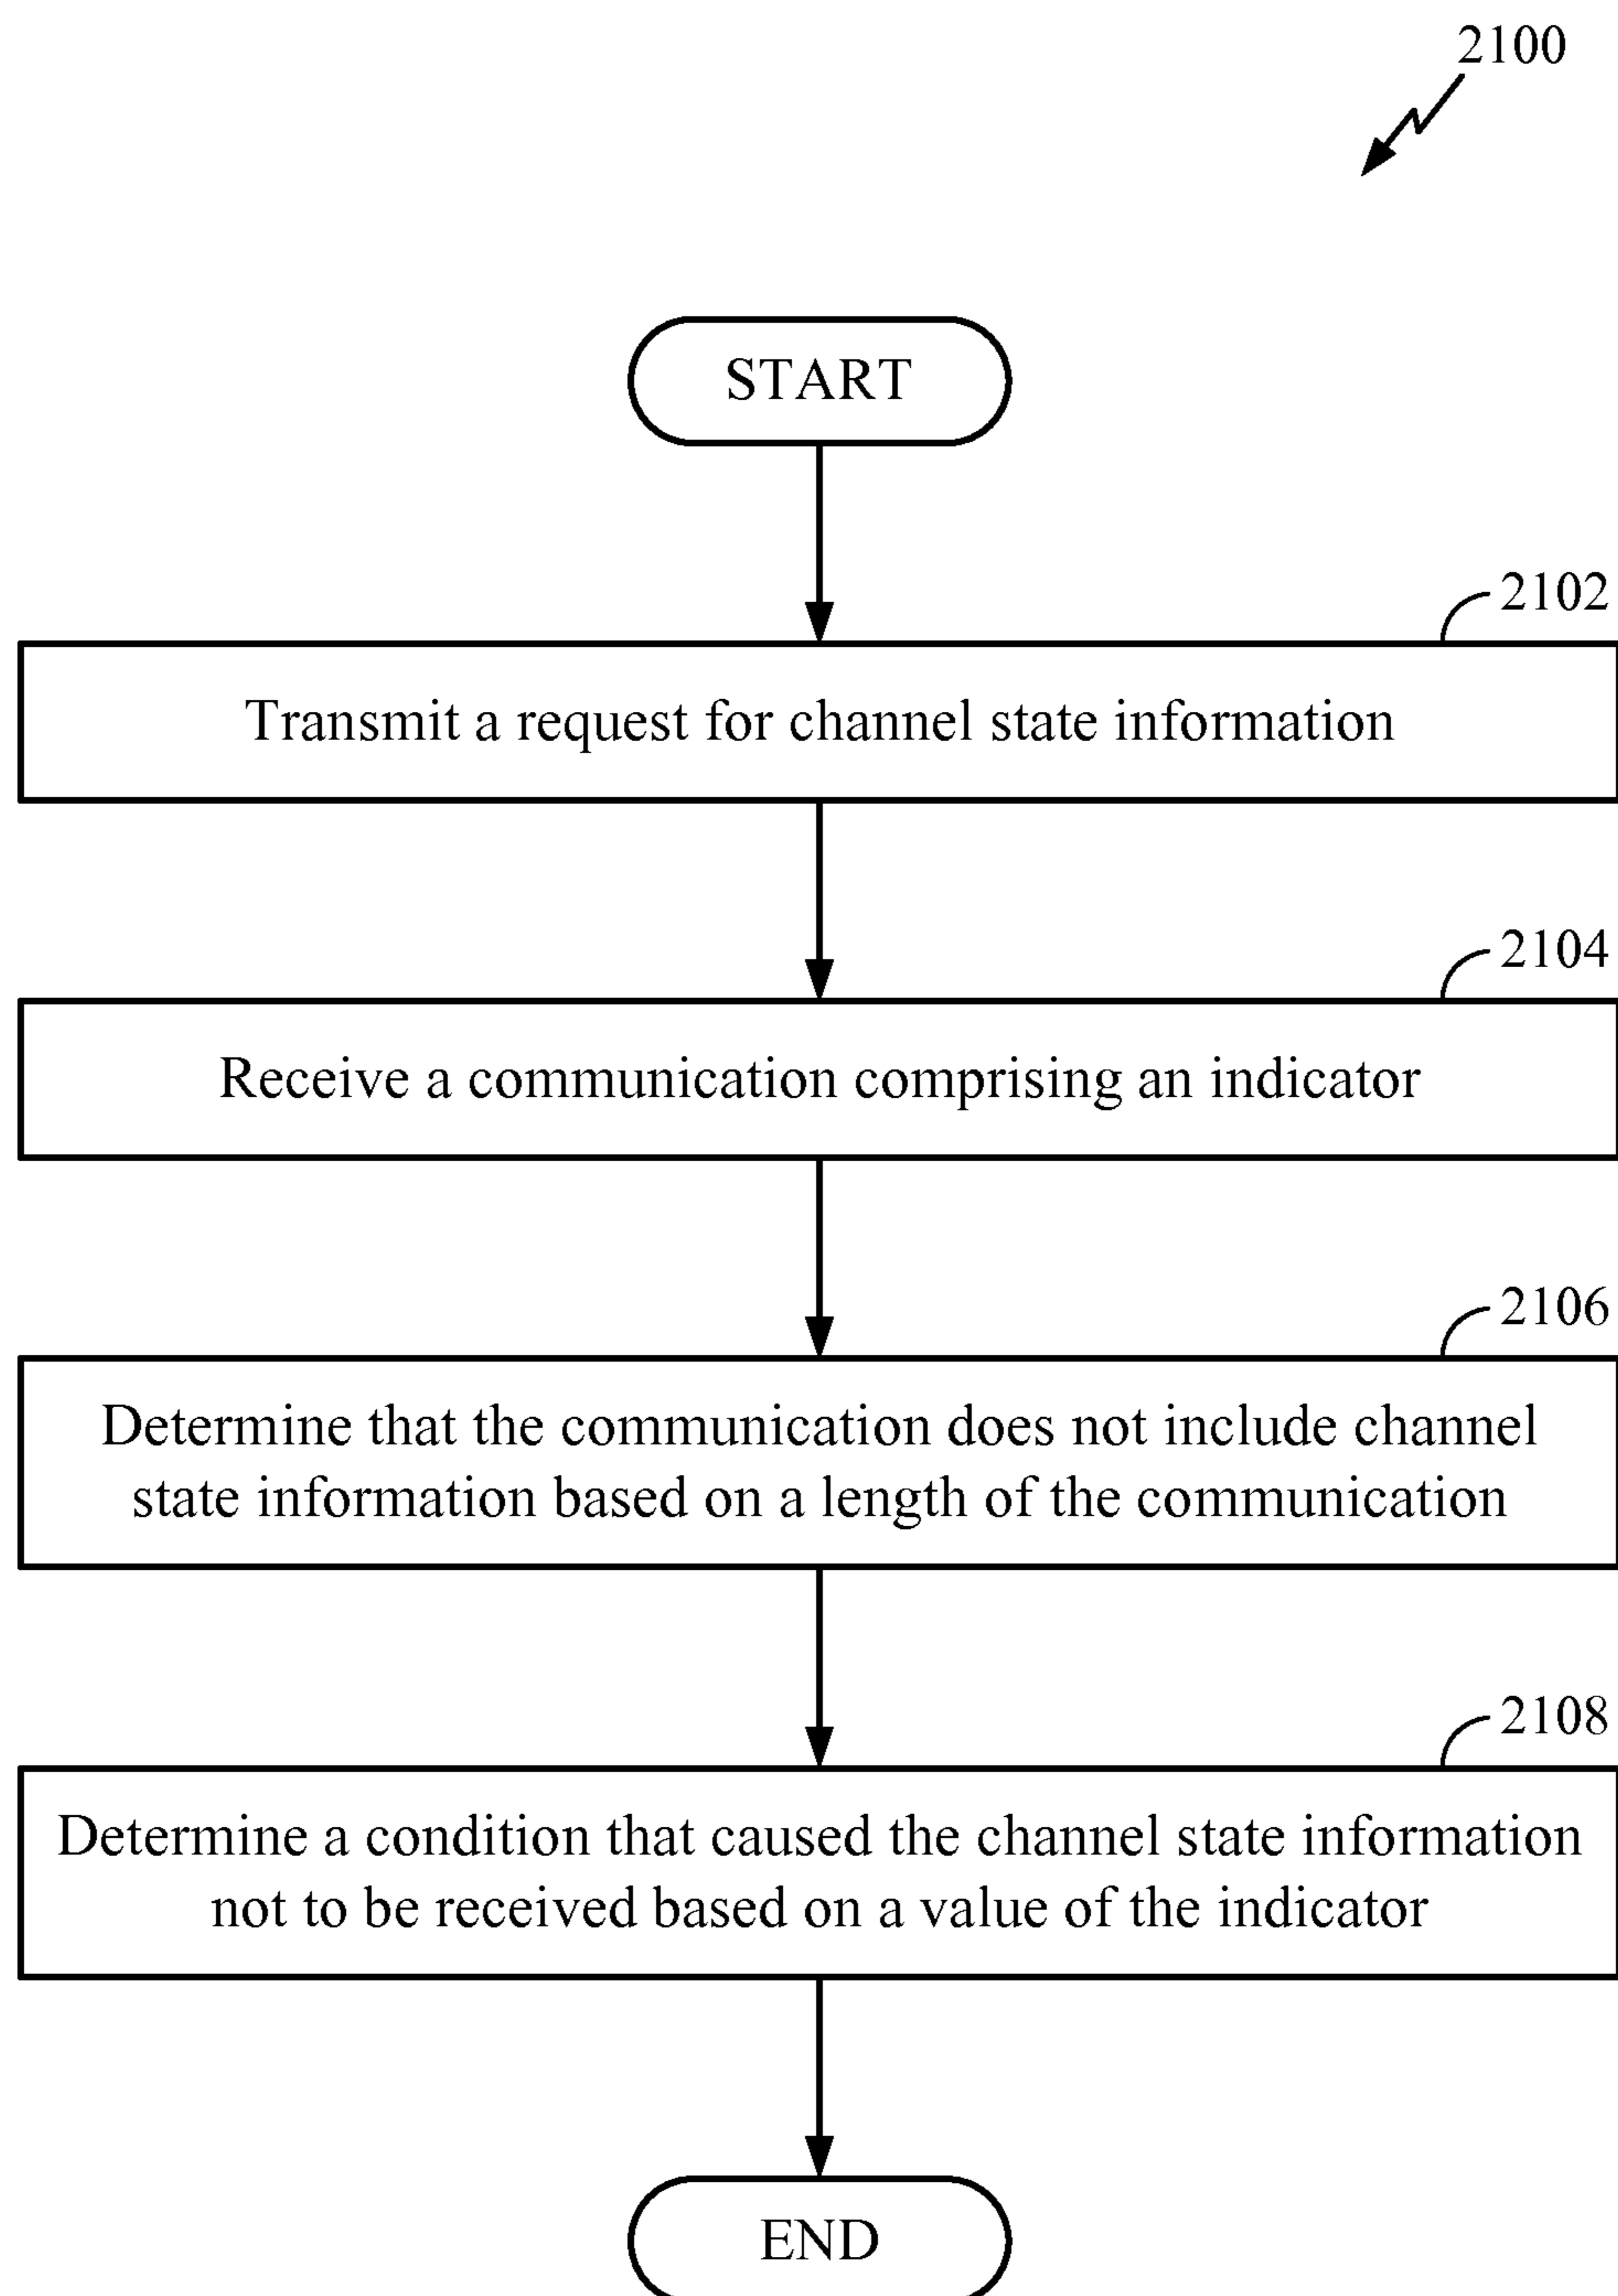 2100
START
2102
Transmit a request for channel state information
2104
Receive a communication comprising an indicator
2106
Determine that the communication does not include channel
state information based on a length of the communication
2108
Determine a condition that caused the channel state information
not to be received based on a value of the indicator
END